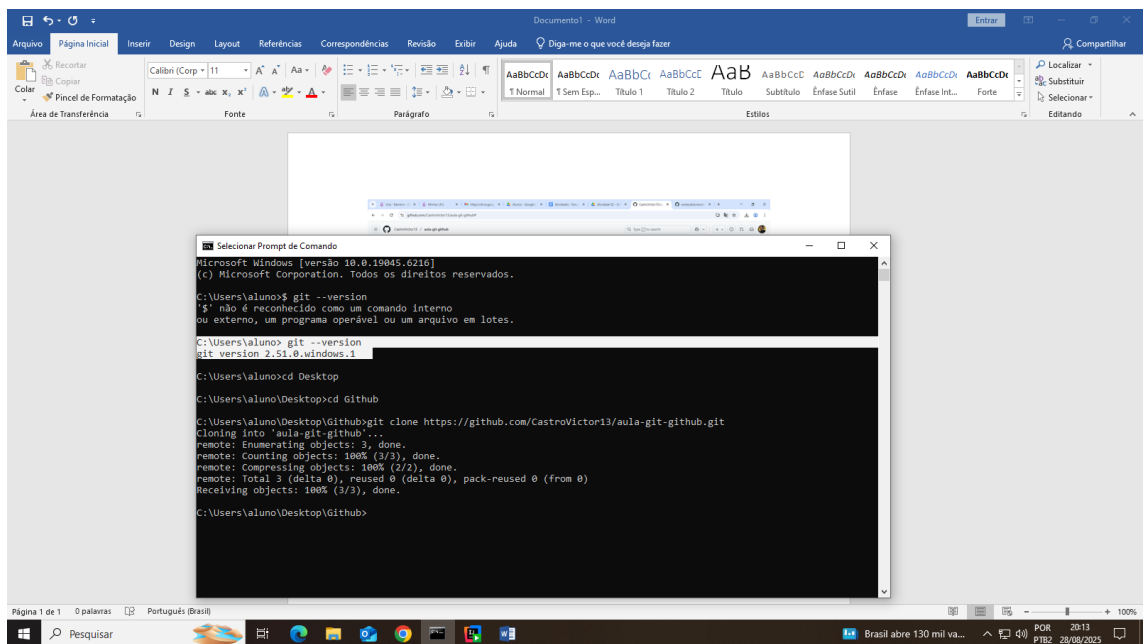 Documento1 - Word
Entrar
Arquivo Página Inicial Inserir Design Layout Referências Correspondências Revisão Exibir Ajuda Diga-me o que você deseja fazer Compartilhar
Colar
Recortar
Copiar
Pincel de Formatação
Calibri (Corp 11
N I S abc x₂ x²
AaBbCcDc AaBbCcDc AaBbCc AaBbCcE AaB AaBbCcC AaBbCcDc AaBbCcDc AaBbCcDc AaBbCcDc
¶ Normal ¶ Sem Esp... Título 1 Título 2 Título Subtítulo Ênfase Sutil Ênfase Ênfase Int... Forte
Localizar
Substituir
Selecionar
Área de Transferência Fonte Parágrafo Estilos Editando
Selecionar Prompt de Comando
Microsoft Windows [versão 10.0.19045.6216]
(c) Microsoft Corporation. Todos os direitos reservados.
C:\Users\aluno>$ git --version
'$' não é reconhecido como um comando interno
ou externo, um programa operável ou um arquivo em lotes.
C:\Users\aluno> git --version
git version 2.51.0.windows.1
C:\Users\aluno>cd Desktop
C:\Users\aluno\Desktop>cd Github
C:\Users\aluno\Desktop\Github>git clone https://github.com/CastroVictor13/aula-git-github.git
Cloning into 'aula-git-github'...
remote: Enumerating objects: 3, done.
remote: Counting objects: 100% (3/3), done.
remote: Compressing objects: 100% (2/2), done.
remote: Total 3 (delta 0), reused 0 (delta 0), pack-reused 0 (from 0)
Receiving objects: 100% (3/3), done.
C:\Users\aluno\Desktop\Github>
Página 1 de 1 0 palavras Português (Brasil) 100%
Pesquisar
Brasil abre 130 mil va...
POR 20:13
PTB2 28/08/2025